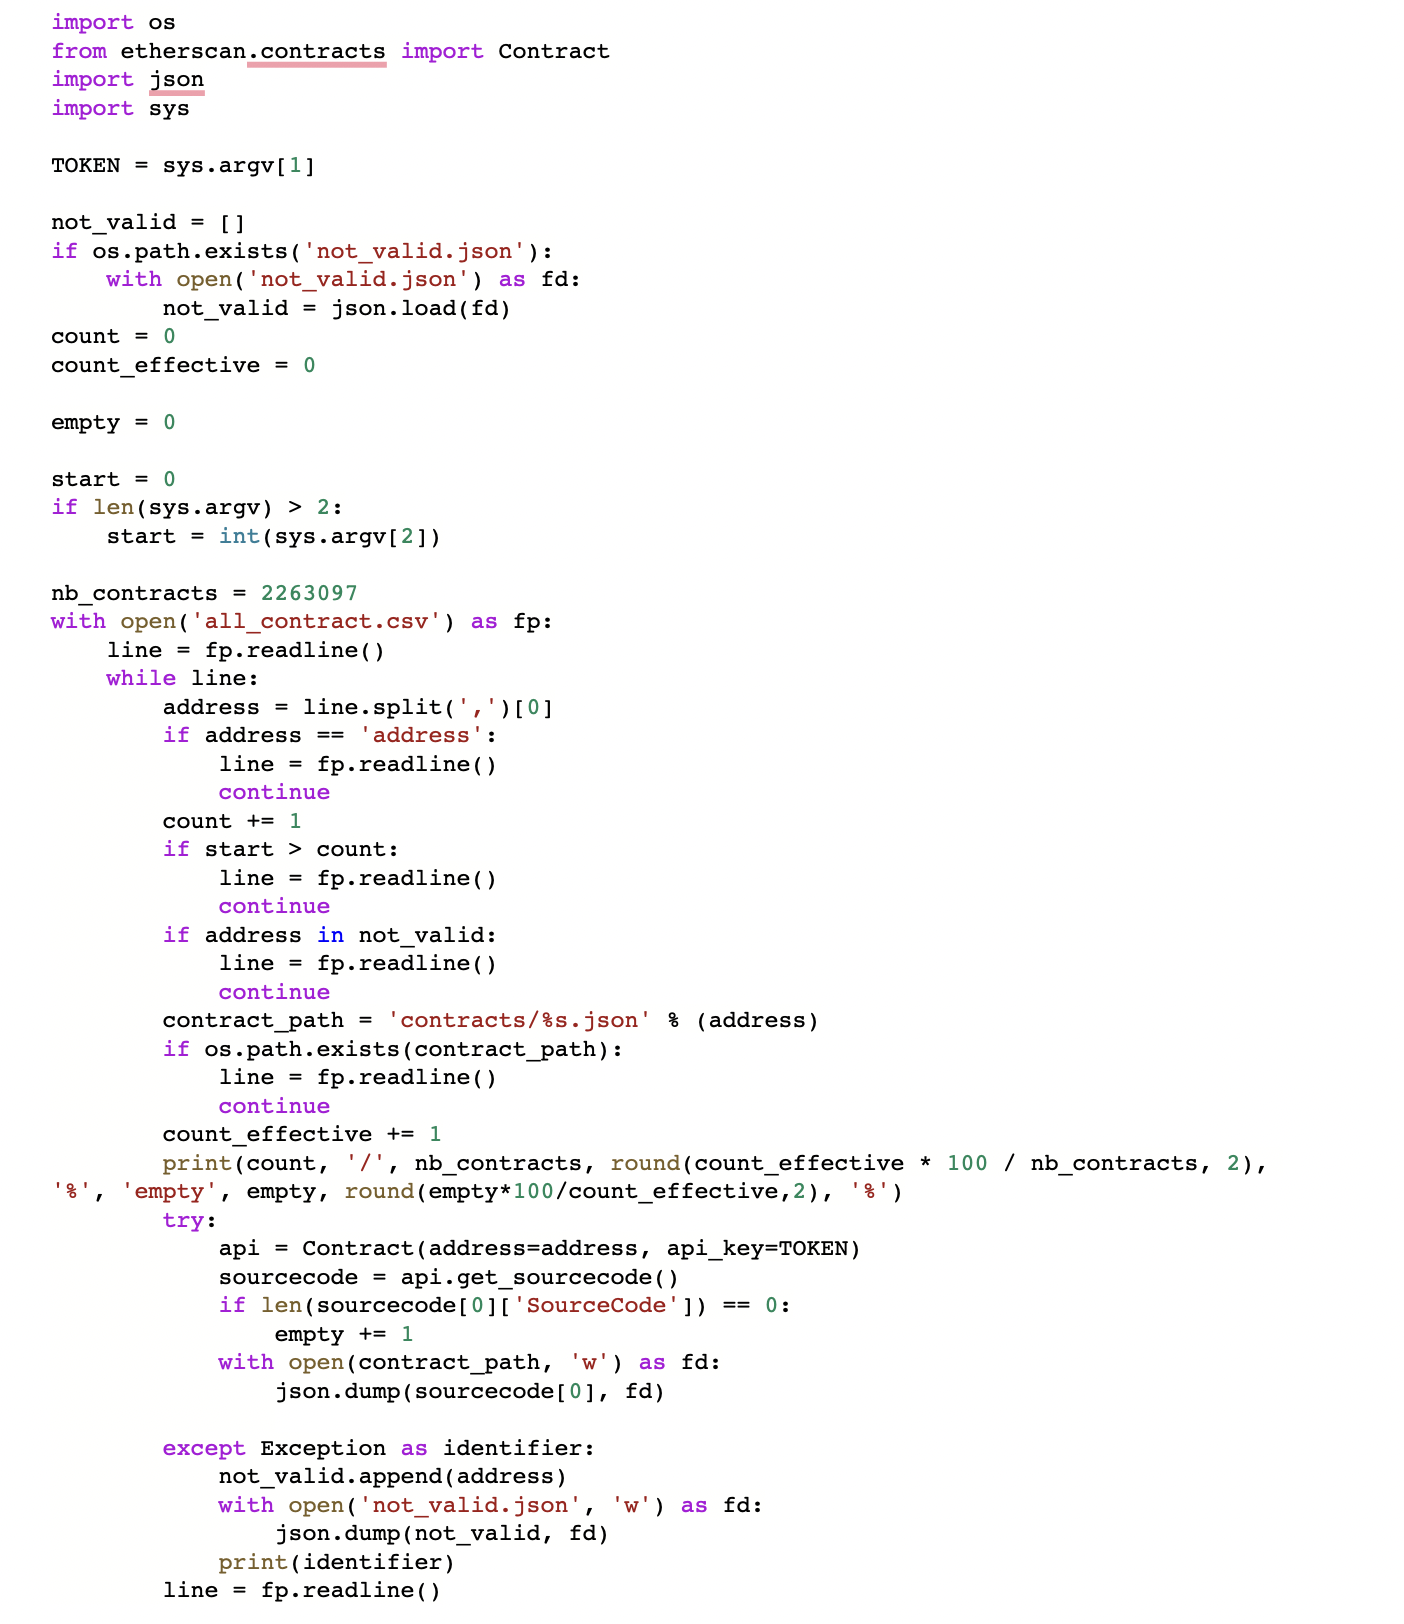 import os
from etherscan.contracts import Contract
import json
import sys

TOKEN = sys.argv[1]

not_valid = []
if os.path.exists('not_valid.json'):
    with open('not_valid.json') as fd:
        not_valid = json.load(fd)
count = 0
count_effective = 0

empty = 0

start = 0
if len(sys.argv) > 2:
    start = int(sys.argv[2])

nb_contracts = 2263097
with open('all_contract.csv') as fp:
    line = fp.readline()
    while line:
        address = line.split(',')[0]
        if address == 'address':
            line = fp.readline()
            continue
        count += 1
        if start > count:
            line = fp.readline()
            continue
        if address in not_valid:
            line = fp.readline()
            continue
        contract_path = 'contracts/%s.json' % (address)
        if os.path.exists(contract_path):
            line = fp.readline()
            continue
        count_effective += 1
        print(count, '/', nb_contracts, round(count_effective * 100 / nb_contracts, 2),
'%', 'empty', empty, round(empty*100/count_effective,2), '%')
        try:
            api = Contract(address=address, api_key=TOKEN)
            sourcecode = api.get_sourcecode()
            if len(sourcecode[0]['SourceCode']) == 0:
                empty += 1
            with open(contract_path, 'w') as fd:
                json.dump(sourcecode[0], fd)

        except Exception as identifier:
            not_valid.append(address)
            with open('not_valid.json', 'w') as fd:
                json.dump(not_valid, fd)
            print(identifier)
        line = fp.readline()